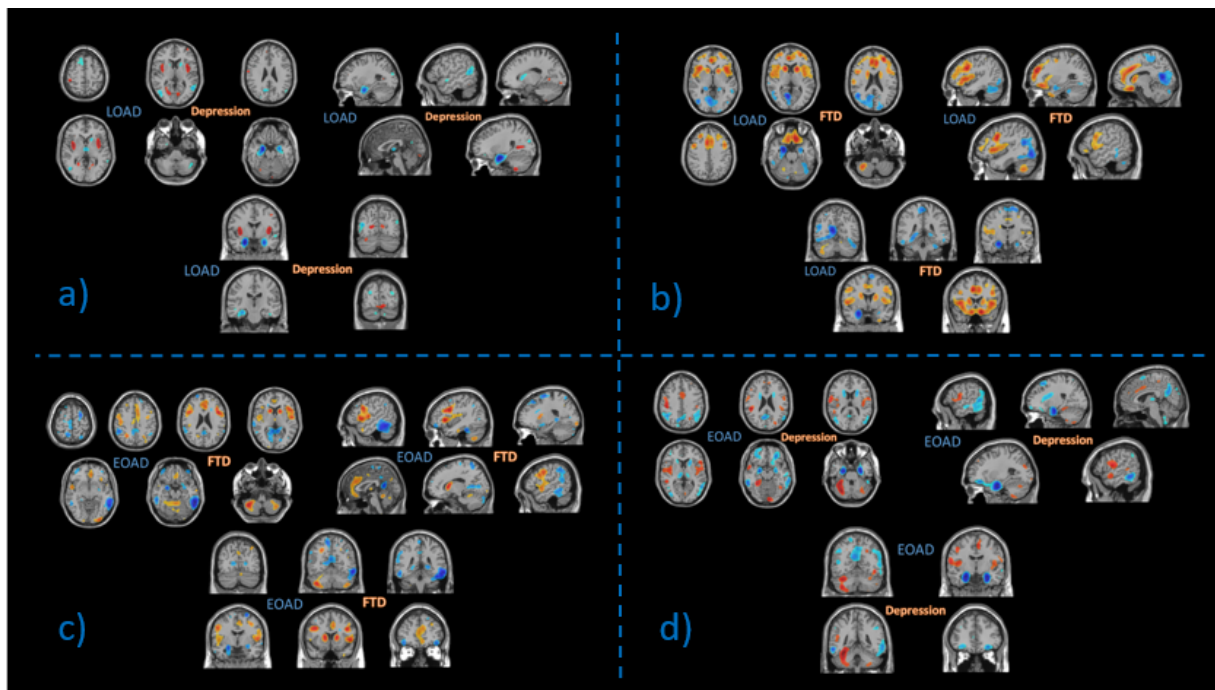 LOAD Depression
LOAD Depression
LOAD Depression
a)
LOAD FTD
LOAD FTD
LOAD FTD
b)
EOAD FTD
EOAD FTD
EOAD FTD
c)
EOAD Depression
EOAD Depression
EOAD
Depression
d)